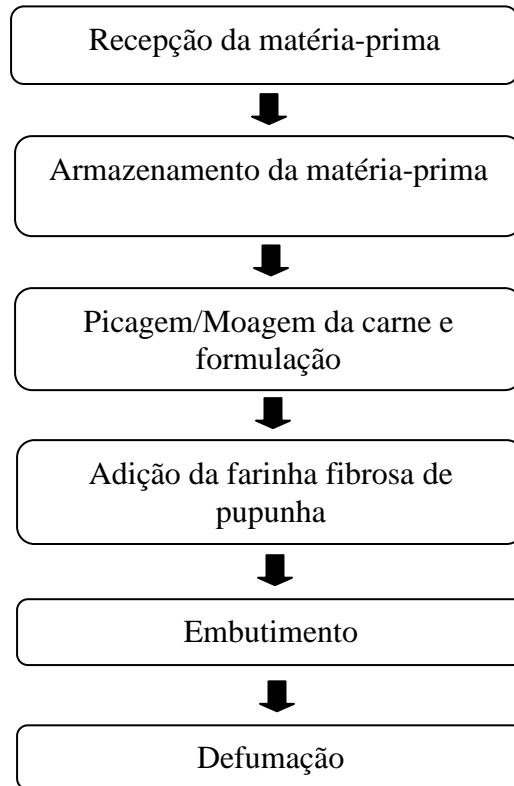 Recepção da matéria-prima
Armazenamento da matéria-prima
Picagem/Moagem da carne e
formulação
Adição da farinha fibrosa de
pupunha
Embutimento
Defumação